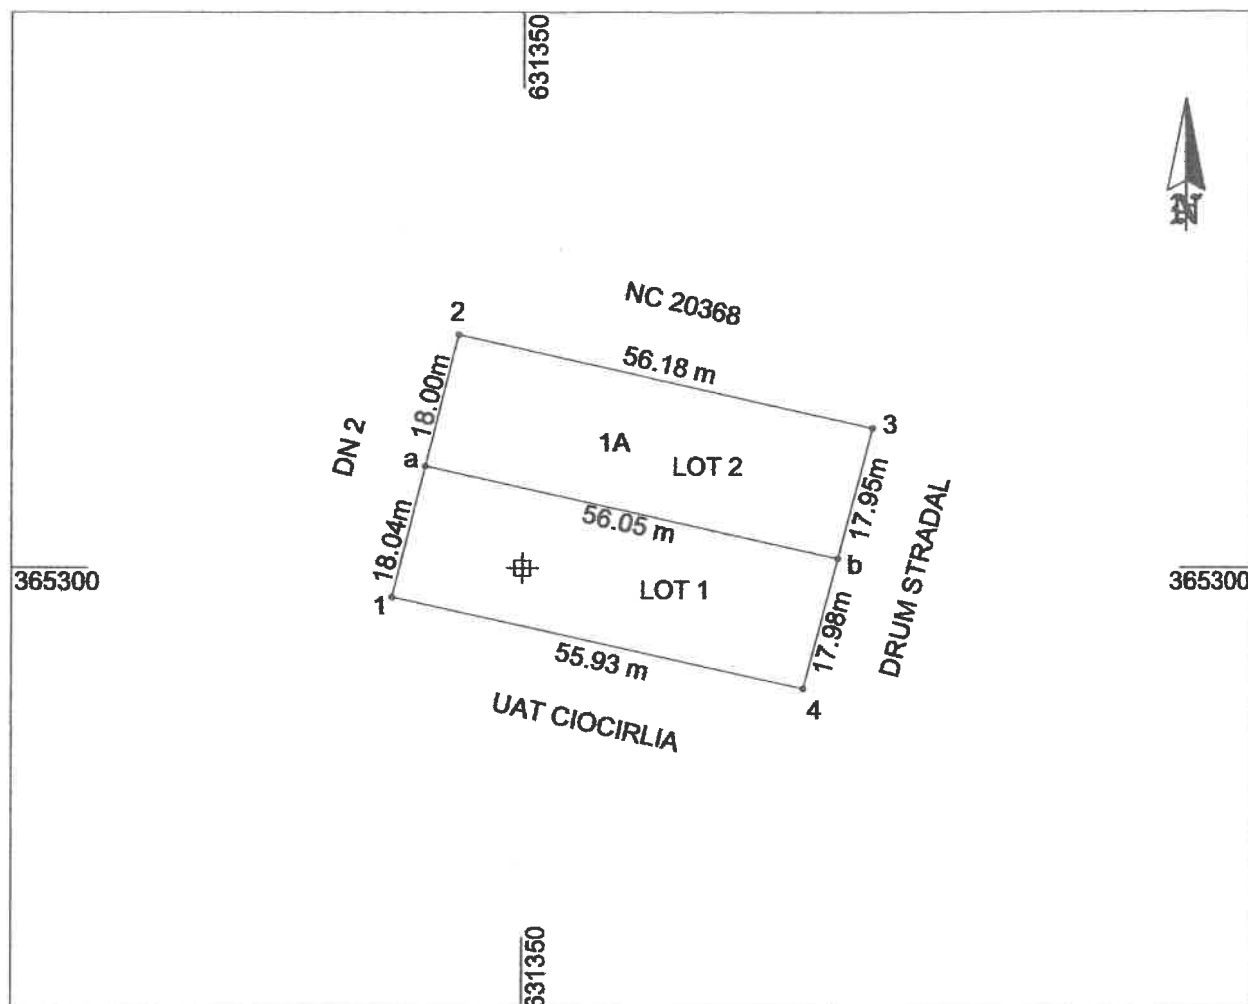 631350
N
NC 20368
2
56.18 m
18.00m
3
DN 2
1A
a
LOT 2
17.95m
56.05 m
18.04m
DRUM STRADAL
b
365300
365300
LOT 1
1
17.98m
55.93 m
4
UAT CIOCIRLIA
631350